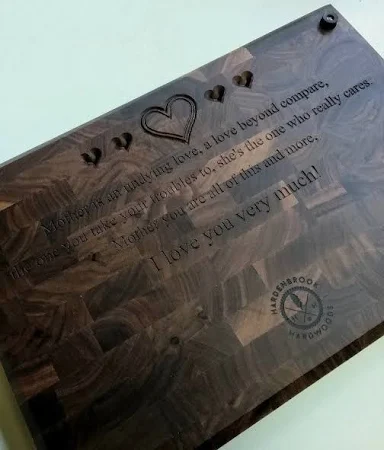 Mother is an undying love, a love beyond compare,
the one you take your troubles to, she's the one who really cares.
Mother you are all of this and more,
I love you very much!
HARDENBROOK
HARDWOODS